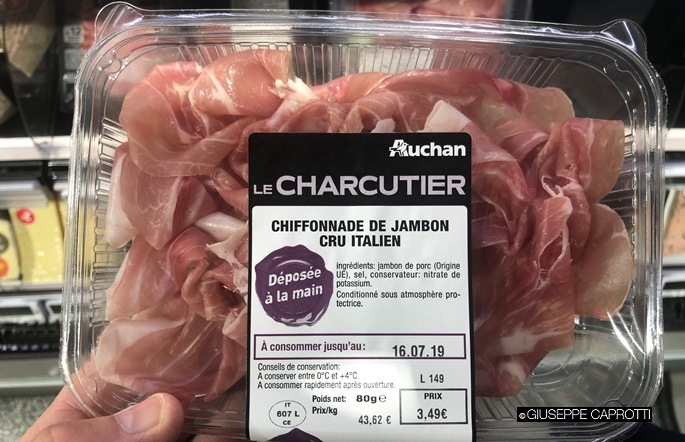 Auchan
LE CHARCUTIER
CHIFFONNADE DE JAMBON
CRU ITALIEN
Déposée
à la main
ingrédients: jambon de porc (Origine
UE), sel, conservateur: nitrate de
potassium.
Conditionné sous atmosphère pro-
tectrice.
À consommer jusqu'au: 16.07.19
Conseils de conservation:
A conserver entre 0°C et +4°C.
A consommer rapidement après ouverture.
L 149
IT
607 L
CE
Poids net: 80g e
Prix/kg 43,62 €
PRIX
3,49€
© GIUSEPPE CAPROTTI